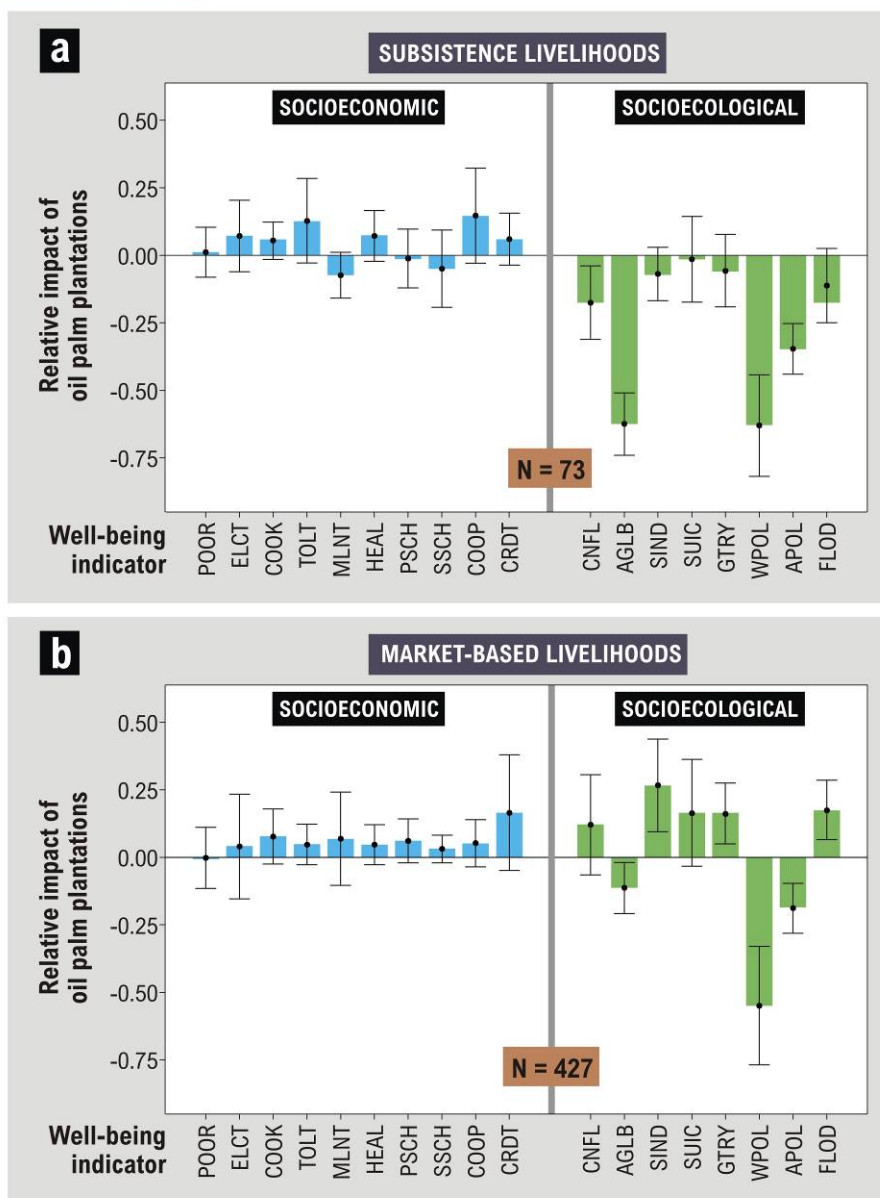 a
SUBSISTENCE LIVELIHOODS
SOCIOECONOMIC
SOCIOECOLOGICAL
0.50
0.25
0.00
-0.25
-0.50
-0.75
Relative impact of
oil palm plantations
N = 73
Well-being
indicator
POOR
ELCT
COOK
TOLT
MLNT
HEAL
PSCH
SSCH
COOP
CRDT
CNFL
AGLB
SIND
SUIC
GTRY
WPOL
APOL
FLOD
b
MARKET-BASED LIVELIHOODS
SOCIOECONOMIC
SOCIOECOLOGICAL
0.50
0.25
0.00
-0.25
-0.50
-0.75
Relative impact of
oil palm plantations
N = 427
Well-being
indicator
POOR
ELCT
COOK
TOLT
MLNT
HEAL
PSCH
SSCH
COOP
CRDT
CNFL
AGLB
SIND
SUIC
GTRY
WPOL
APOL
FLOD